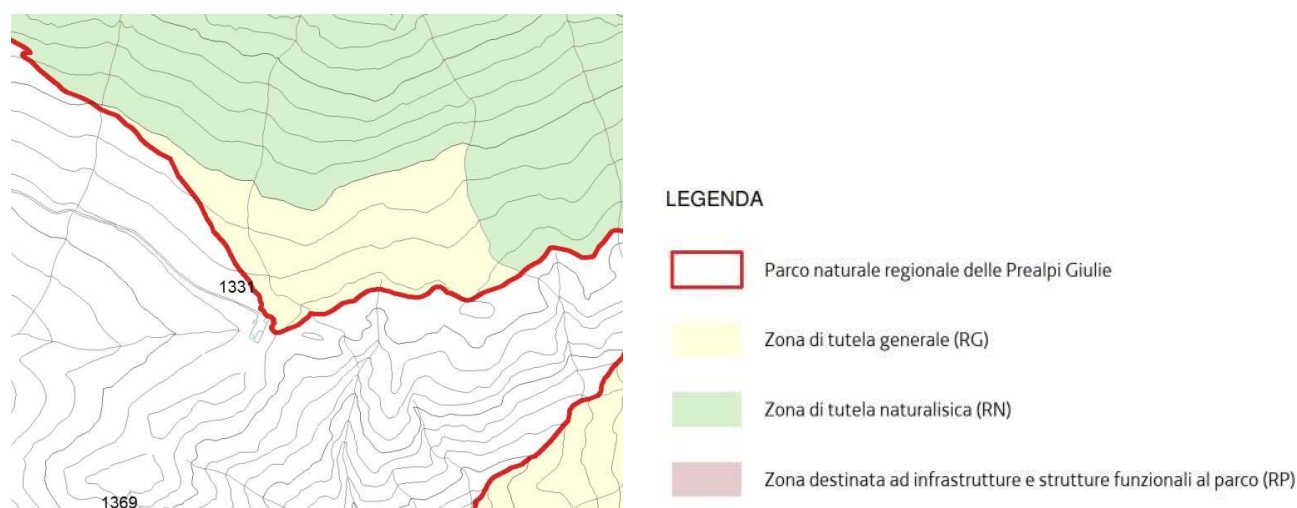 1331
1369
LEGENDA
Parco naturale regionale delle Prealpi Giulie
Zona di tutela generale (RG)
Zona di tutela naturalisica (RN)
Zona destinata ad infrastrutture e strutture funzionali al parco (RP)